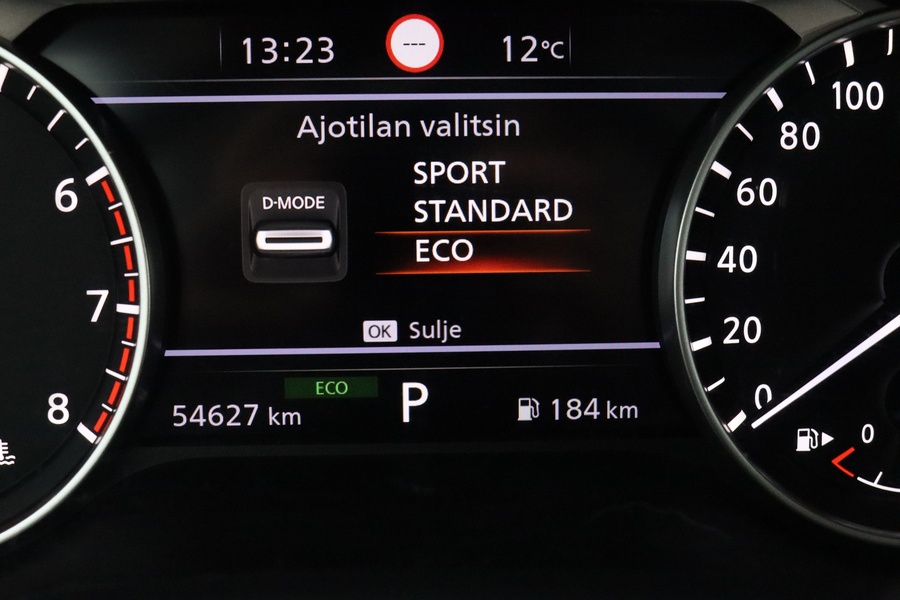 13:23
---
12°C
Ajotilan valitsin
D-MODE
SPORT
STANDARD
ECO
OK Sulje
ECO
54627 km
P
184 km
6
7
8
100
80
60
40
20
0
0